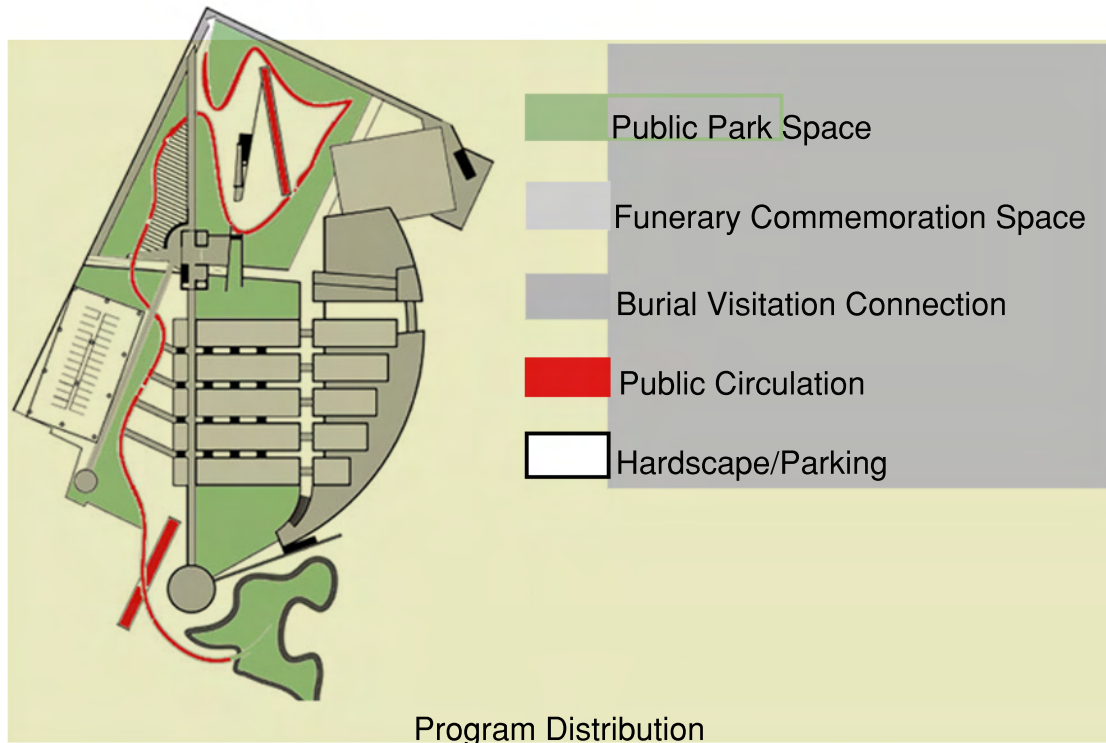 Public Park Space
Funerary Commemoration Space
Burial Visitation Connection
Public Circulation
Hardscape/Parking
Program Distribution